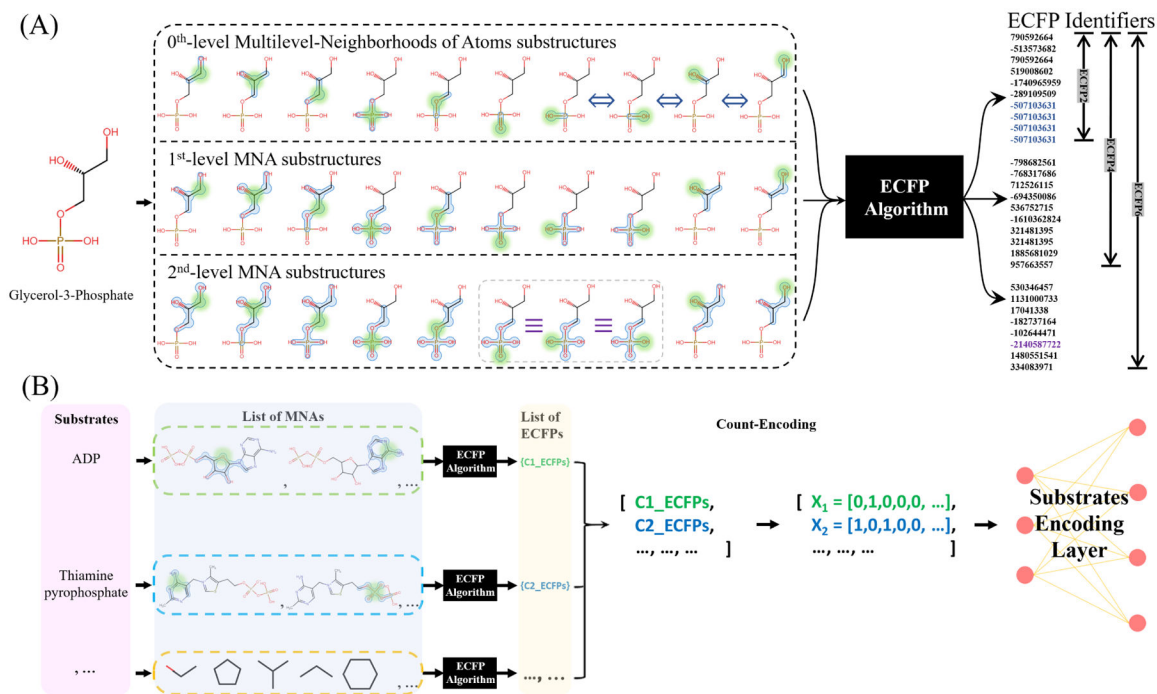 (A)
0th-level Multilevel-Neighborhoods of Atoms substructures
1st-level MNA substructures
2nd-level MNA substructures
OH
HO
O
O
HO
P
OH
O
Glycerol-3-Phosphate
ECFP
Algorithm
ECFP Identifiers
790592664
-513573682
790592664
519008602
-1740965959
-289109509
-507103631
-507103631
-507103631
-507103631
-798682561
-768317686
712526115
-694350086
536752715
-1610362824
321481395
321481395
1885681029
957663557
530346457
1131000733
17041338
-182737164
-102644471
-2140587722
1480551541
334083971
ECFP2
ECFP4
ECFP6
(B)
Substrates
List of MNAs
List of
ECFPs
Count-Encoding
ADP
, ...
ECFP
Algorithm
{C1_ECFPs}
Thiamine
pyrophosphate
, ...
ECFP
Algorithm
{C2_ECFPs}
, ...
, ...
ECFP
Algorithm
..., ...
[ C1_ECFPs,
C2_ECFPs,
..., ..., ... ]
[ X1 = [0,1,0,0,0, ...],
X2 = [1,0,1,0,0, ...],
..., ..., ... ]
Substrates
Encoding
Layer